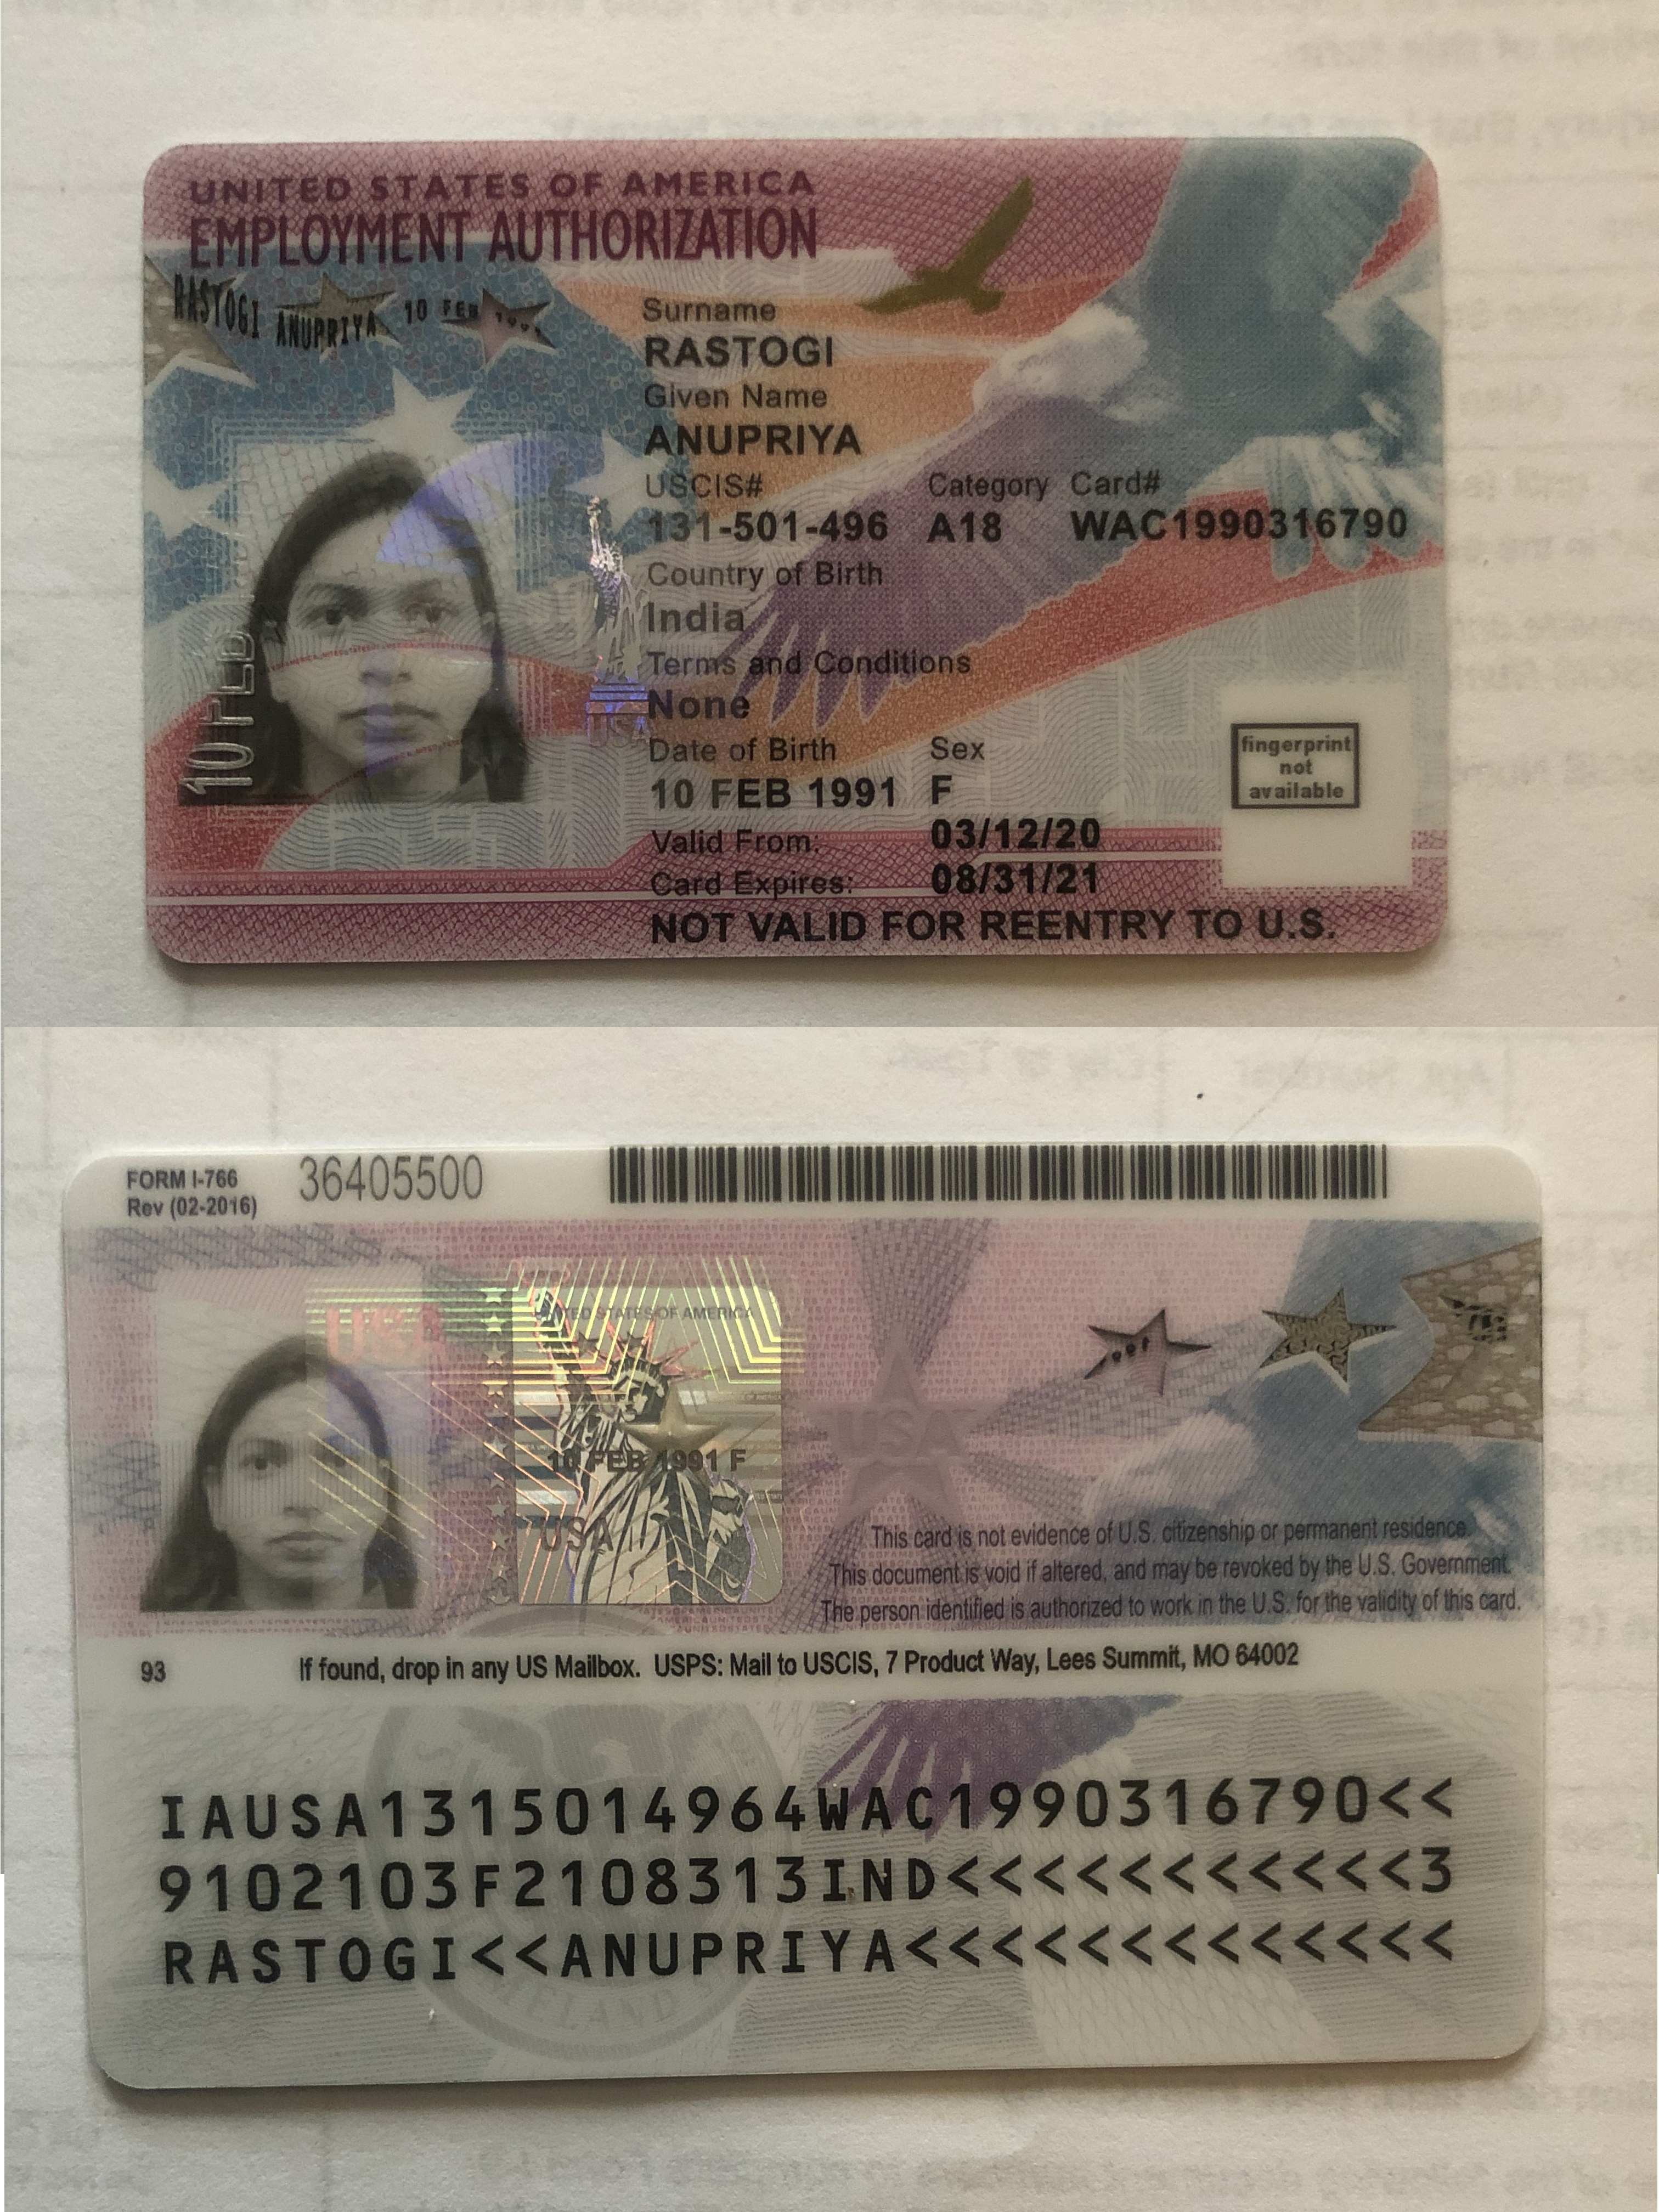 UNITED STATES OF AMERICA
EMPLOYMENT AUTHORIZATION
RASTOGI ANUPRIYA 10 FEB 1991
Surname
RASTOGI
Given Name
ANUPRIYA
USCIS# Category Card#
131-501-496 A18 WAC1990316790
Country of Birth
India
Terms and Conditions
None
USA
Date of Birth Sex
10 FEB 1991 F
10 FEB
fingerprint
not
available
Valid From: 03/12/20
Card Expires: 08/31/21
NOT VALID FOR REENTRY TO U.S.
FORM I-766 36405500
Rev (02-2016)
USA
UNITED STATES OF AMERICA
USA
10 FEB 1991 F
USA
This card is not evidence of U.S. citizenship or permanent residence.
This document is void if altered, and may be revoked by the U.S. Government.
The person identified is authorized to work in the U.S. for the validity of this card.
93 If found, drop in any US Mailbox. USPS: Mail to USCIS, 7 Product Way, Lees Summit, MO 64002
IAUSA1315014964WAC1990316790<<
9102103F2108313IND<<<<<<<<<<<3
RASTOGI<<ANUPRIYA<<<<<<<<<<<<<